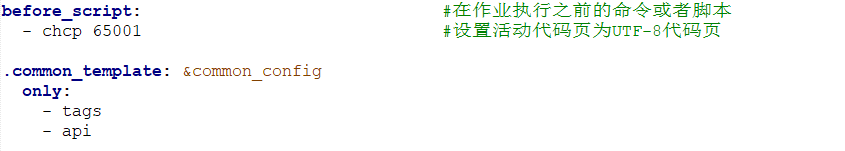 before_script: #在作业执行之前的命令或者脚本
  - chcp 65001 #设置活动代码页为UTF-8代码页
.common_template: &common_config
  only:
    - tags
    - api